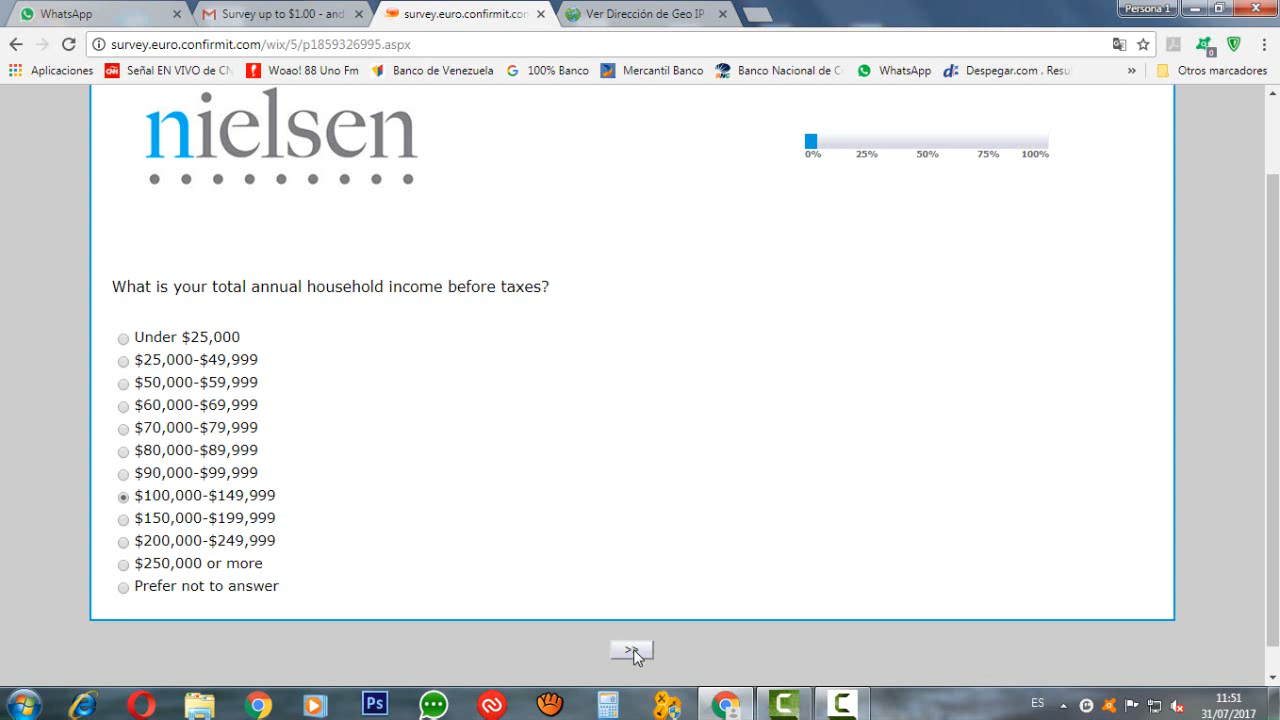 WhatsApp
Survey up to $1.00 - and
survey.euro.confirmit.com
Ver Dirección de Geo IP
Persona 1
survey.euro.confirmit.com/wix/5/p1859326995.aspx
Aplicaciones
Señal EN VIVO de CN
Woao! 88 Uno Fm
Banco de Venezuela
100% Banco
Mercantil Banco
Banco Nacional de C
WhatsApp
Despegar.com . Resu
»
Otros marcadores
nielsen
0% 25% 50% 75% 100%
What is your total annual household income before taxes?
Under $25,000
$25,000-$49,999
$50,000-$59,999
$60,000-$69,999
$70,000-$79,999
$80,000-$89,999
$90,000-$99,999
$100,000-$149,999
$150,000-$199,999
$200,000-$249,999
$250,000 or more
Prefer not to answer
>>
Ps
ES
11:51
31/07/2017